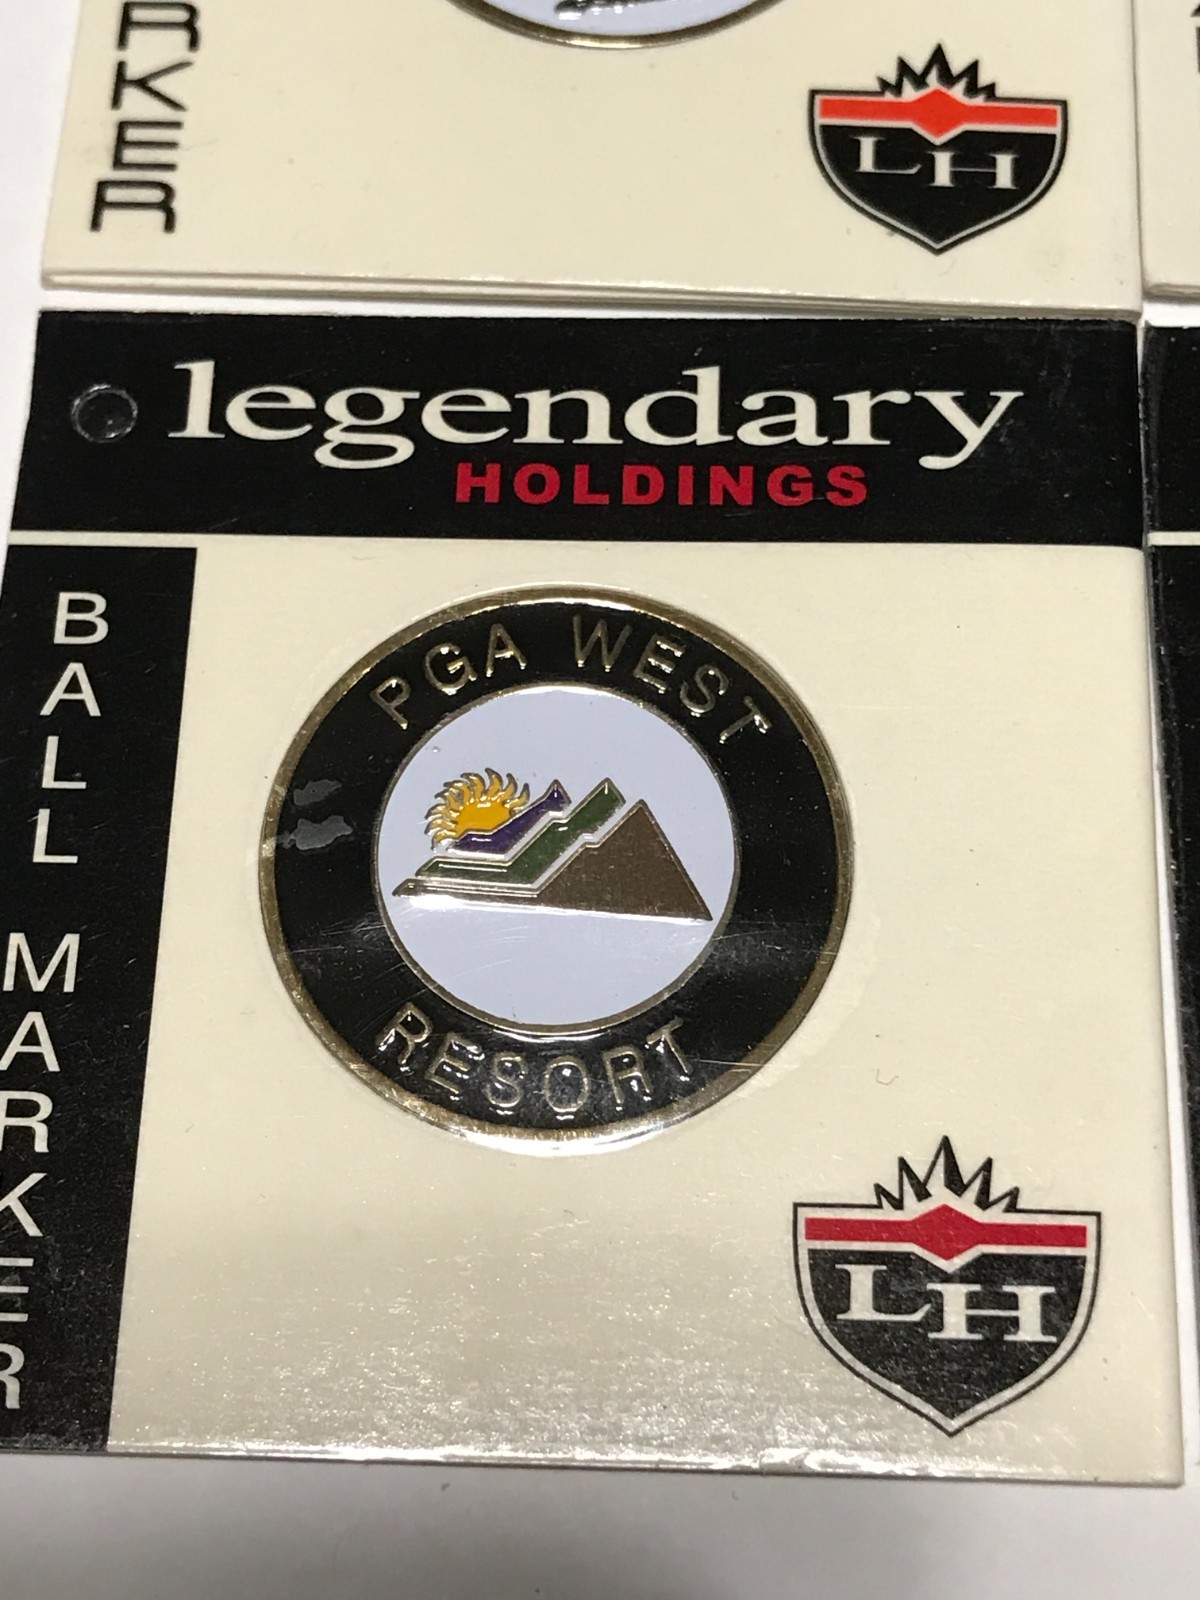 RKER
LH
legendary
HOLDINGS
BALL MARKER
PGA WEST
RESORT
LH